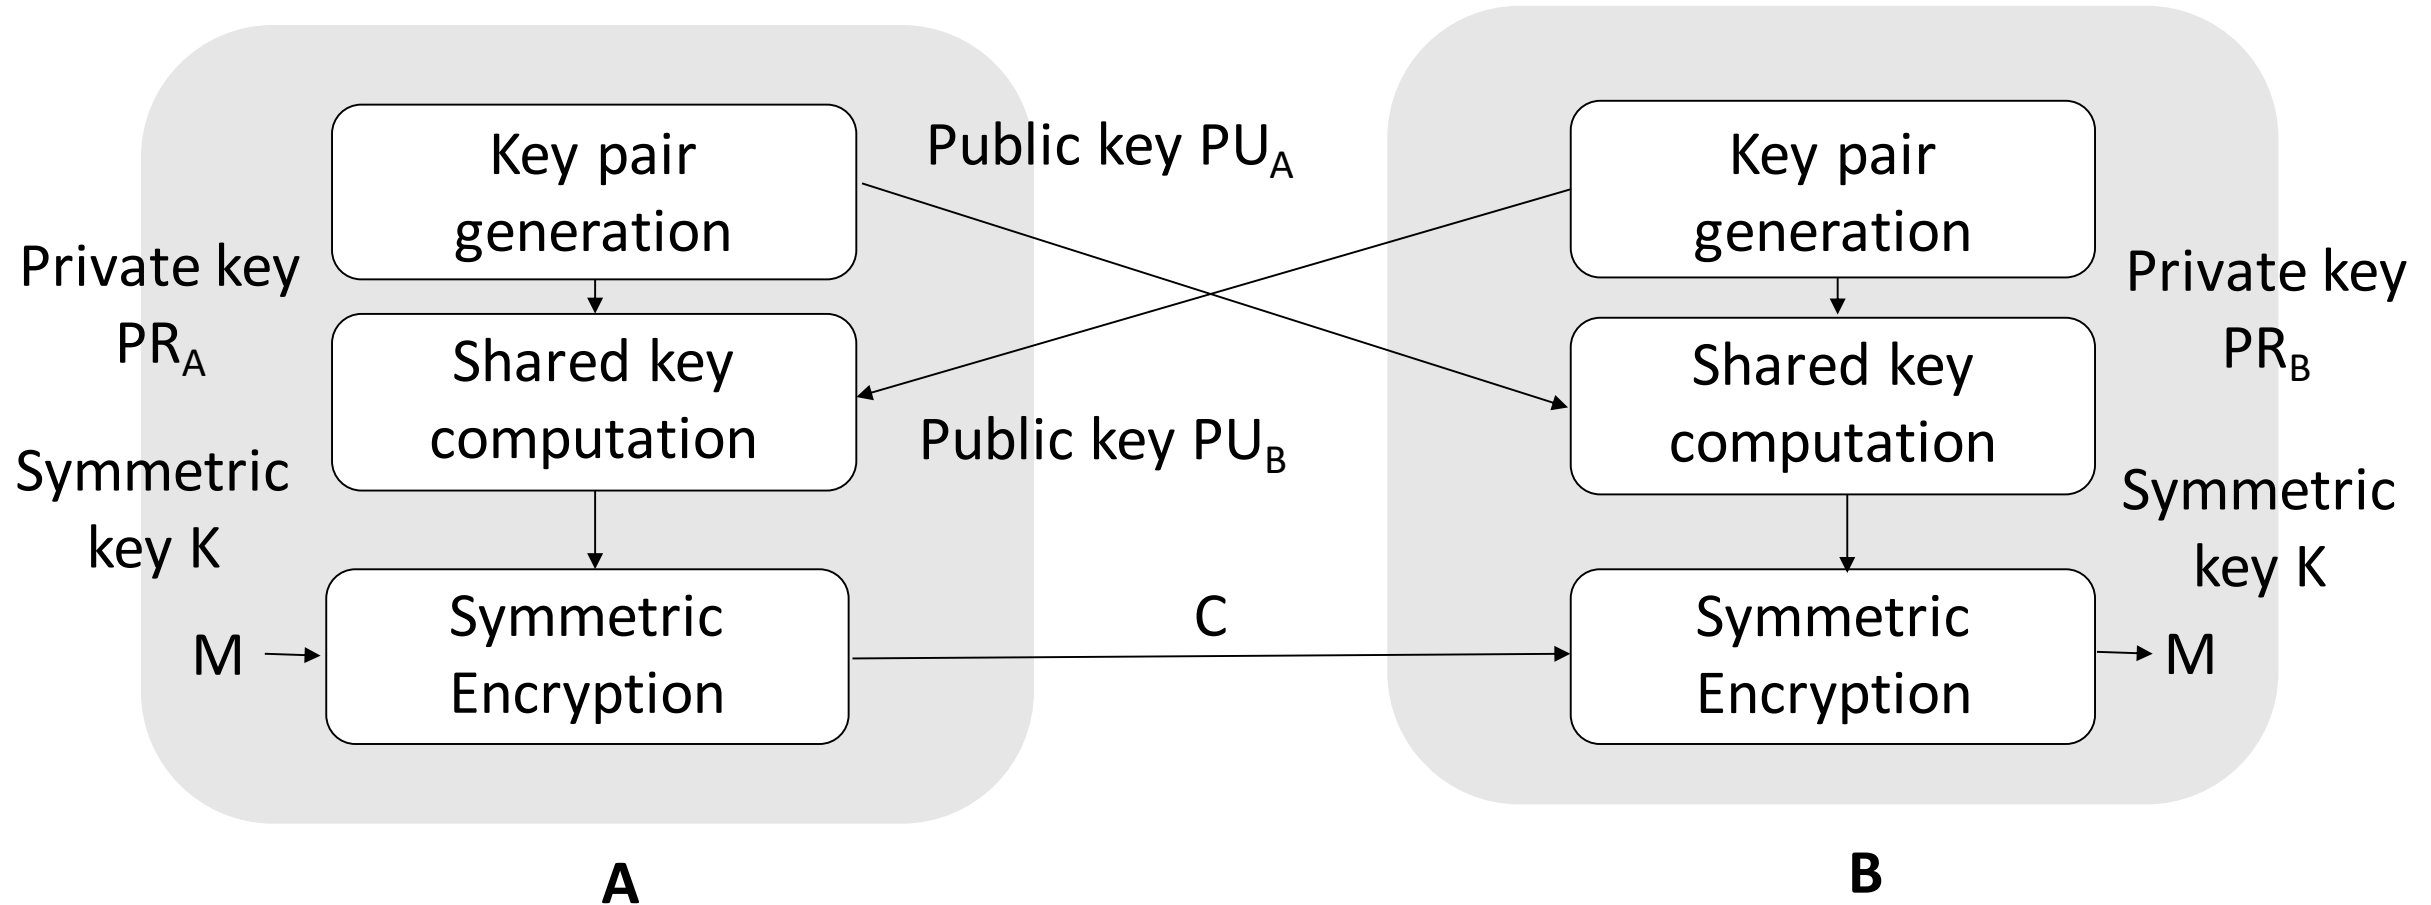 Key pair
generation
Public key PUA
Key pair
generation
Private key
PRA
Private key
PRB
Shared key
computation
Public key PUB
Shared key
computation
Symmetric
key K
Symmetric
key K
M
Symmetric
Encryption
C
Symmetric
Encryption
M
A
B